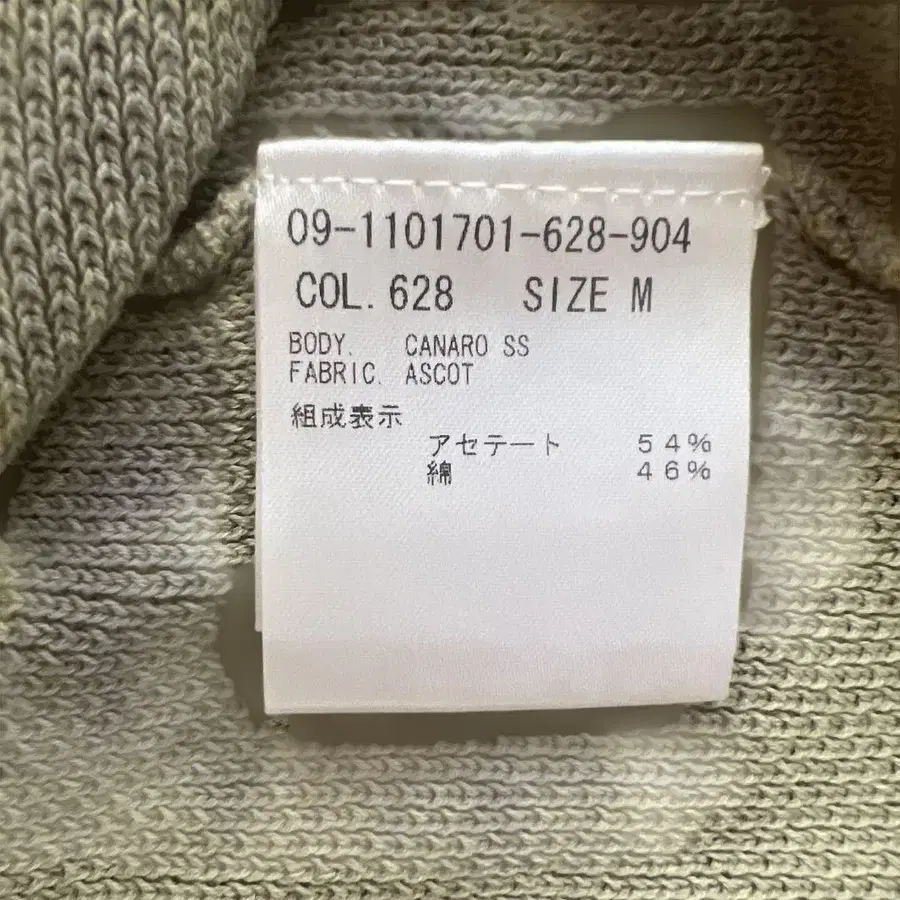 09-1101701-628-904
COL. 628 SIZE M
BODY. CANARO SS
FABRIC. ASCOT
組成表示
アセテート 54%
綿 46%